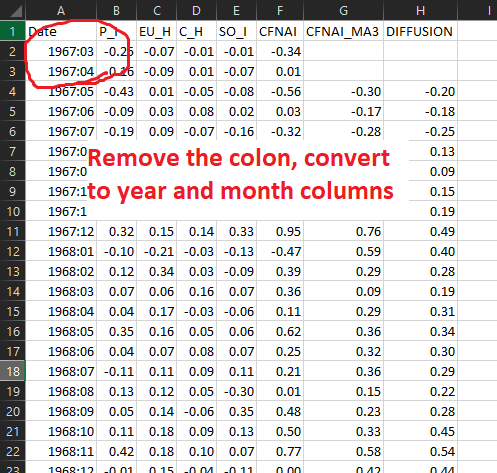 A B C D E F G H I
1 Date P_I EU_H C_H SO_I CFNAI CFNAI_MA3 DIFFUSION
2 1967:03 -0.26 -0.07 -0.01 -0.01 -0.34
3 1967:04 -0.16 -0.09 0.01 -0.07 0.01
4 1967:05 -0.43 0.01 -0.05 -0.08 -0.56 -0.30 -0.20
5 1967:06 -0.09 0.03 0.08 0.02 0.03 -0.17 -0.18
6 1967:07 -0.19 0.09 -0.07 -0.16 -0.32 -0.28 -0.25
7 1967:0 0.13
Remove the colon, convert
8 1967:0 0.09
9 1967:1 0.15
to year and month columns
10 1967:1 0.19
11 1967:12 0.32 0.15 0.14 0.33 0.95 0.76 0.49
12 1968:01 -0.10 -0.21 -0.03 -0.13 -0.47 0.59 0.40
13 1968:02 0.12 0.34 0.03 -0.09 0.39 0.29 0.28
14 1968:03 0.07 0.06 0.16 0.07 0.36 0.09 0.19
15 1968:04 0.04 0.17 -0.03 -0.06 0.11 0.29 0.31
16 1968:05 0.35 0.16 0.05 0.06 0.62 0.36 0.34
17 1968:06 0.04 0.07 0.08 0.07 0.25 0.32 0.30
18 1968:07 -0.11 0.11 0.09 0.11 0.21 0.36 0.29
19 1968:08 0.13 0.12 0.05 -0.30 0.01 0.15 0.22
20 1968:09 0.05 0.14 -0.06 0.35 0.48 0.23 0.28
21 1968:10 0.11 0.18 0.09 0.13 0.50 0.33 0.45
22 1968:11 0.42 0.18 0.10 0.07 0.77 0.58 0.54
23 1968:12 -0.01 0.15 -0.04 -0.11 0.00 0.42 0.44